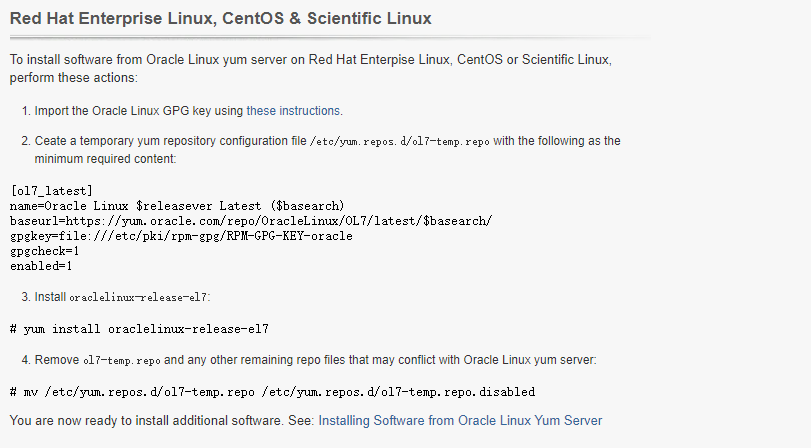 Red Hat Enterprise Linux, CentOS & Scientific Linux
To install software from Oracle Linux yum server on Red Hat Enterpise Linux, CentOS or Scientific Linux,
perform these actions:
1. Import the Oracle Linux GPG key using these instructions.
2. Ceate a temporary yum repository configuration file /etc/yum.repos.d/ol7-temp.repo with the following as the
minimum required content:
[ol7_latest]
name=Oracle Linux $releasever Latest ($basearch)
baseurl=https://yum.oracle.com/repo/OracleLinux/OL7/latest/$basearch/
gpgkey=file:///etc/pki/rpm-gpg/RPM-GPG-KEY-oracle
gpgcheck=1
enabled=1
3. Install oraclelinux-release-el7:
# yum install oraclelinux-release-el7
4. Remove ol7-temp.repo and any other remaining repo files that may conflict with Oracle Linux yum server:
# mv /etc/yum.repos.d/ol7-temp.repo /etc/yum.repos.d/ol7-temp.repo.disabled
You are now ready to install additional software. See: Installing Software from Oracle Linux Yum Server